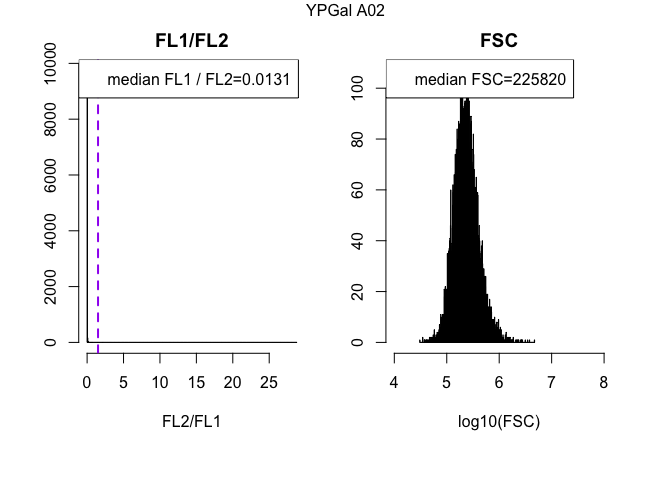 YPGal A02
FL1/FL2
median FL1 / FL2=0.0131
0
2000
4000
6000
8000
10000
0 5 10 15 20 25
FL2/FL1
FSC
median FSC=225820
0
20
40
60
80
100
4 5 6 7 8
log10(FSC)